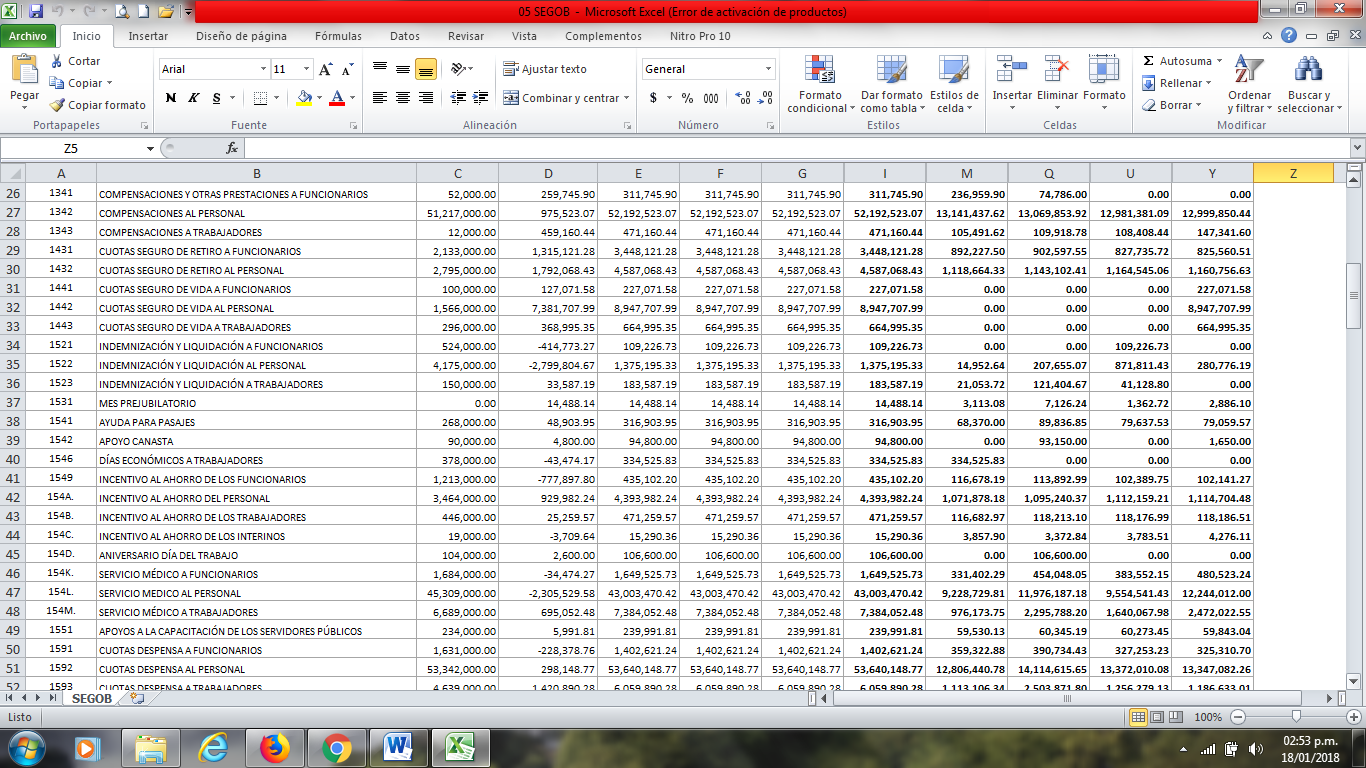 05 SEGOB - Microsoft Excel (Error de activación de productos)
Archivo Inicio Insertar Diseño de página Fórmulas Datos Revisar Vista Complementos Nitro Pro 10
Pegar Cortar Copiar Copiar formato Portapapeles
Arial 11 N K S Fuente
Ajustar texto Combinar y centrar Alineación
General $ % 000 Número
Formato condicional Dar formato como tabla Estilos de celda Estilos
Insertar Eliminar Formato Celdas
Σ Autosuma Rellenar Borrar Ordenar y filtrar Buscar y seleccionar Modificar
Z5 fx
A B C D E F G I M Q U Y Z
26 1341 COMPENSACIONES Y OTRAS PRESTACIONES A FUNCIONARIOS 52,000.00 259,745.90 311,745.90 311,745.90 311,745.90 311,745.90 236,959.90 74,786.00 0.00 0.00
27 1342 COMPENSACIONES AL PERSONAL 51,217,000.00 975,523.07 52,192,523.07 52,192,523.07 52,192,523.07 52,192,523.07 13,141,437.62 13,069,853.92 12,981,381.09 12,999,850.44
28 1343 COMPENSACIONES A TRABAJADORES 12,000.00 459,160.44 471,160.44 471,160.44 471,160.44 471,160.44 105,491.62 109,918.78 108,408.44 147,341.60
29 1431 CUOTAS SEGURO DE RETIRO A FUNCIONARIOS 2,133,000.00 1,315,121.28 3,448,121.28 3,448,121.28 3,448,121.28 3,448,121.28 892,227.50 902,597.55 827,735.72 825,560.51
30 1432 CUOTAS SEGURO DE RETIRO AL PERSONAL 2,795,000.00 1,792,068.43 4,587,068.43 4,587,068.43 4,587,068.43 4,587,068.43 1,118,664.33 1,143,102.41 1,164,545.06 1,160,756.63
31 1441 CUOTAS SEGURO DE VIDA A FUNCIONARIOS 100,000.00 127,071.58 227,071.58 227,071.58 227,071.58 227,071.58 0.00 0.00 0.00 227,071.58
32 1442 CUOTAS SEGURO DE VIDA AL PERSONAL 1,566,000.00 7,381,707.99 8,947,707.99 8,947,707.99 8,947,707.99 8,947,707.99 0.00 0.00 0.00 8,947,707.99
33 1443 CUOTAS SEGURO DE VIDA A TRABAJADORES 296,000.00 368,995.35 664,995.35 664,995.35 664,995.35 664,995.35 0.00 0.00 0.00 664,995.35
34 1521 INDEMNIZACIÓN Y LIQUIDACIÓN A FUNCIONARIOS 524,000.00 -414,773.27 109,226.73 109,226.73 109,226.73 109,226.73 0.00 0.00 109,226.73 0.00
35 1522 INDEMNIZACIÓN Y LIQUIDACIÓN AL PERSONAL 4,175,000.00 -2,799,804.67 1,375,195.33 1,375,195.33 1,375,195.33 1,375,195.33 14,952.64 207,655.07 871,811.43 280,776.19
36 1523 INDEMNIZACIÓN Y LIQUIDACIÓN A TRABAJADORES 150,000.00 33,587.19 183,587.19 183,587.19 183,587.19 183,587.19 21,053.72 121,404.67 41,128.80 0.00
37 1531 MES PREJUBILATORIO 0.00 14,488.14 14,488.14 14,488.14 14,488.14 14,488.14 3,113.08 7,126.24 1,362.72 2,886.10
38 1541 AYUDA PARA PASAJES 268,000.00 48,903.95 316,903.95 316,903.95 316,903.95 316,903.95 68,370.00 89,836.85 79,637.53 79,059.57
39 1542 APOYO CANASTA 90,000.00 4,800.00 94,800.00 94,800.00 94,800.00 94,800.00 0.00 93,150.00 0.00 1,650.00
40 1546 DÍAS ECONÓMICOS A TRABAJADORES 378,000.00 -43,474.17 334,525.83 334,525.83 334,525.83 334,525.83 334,525.83 0.00 0.00 0.00
41 1549 INCENTIVO AL AHORRO DE LOS FUNCIONARIOS 1,213,000.00 -777,897.80 435,102.20 435,102.20 435,102.20 435,102.20 116,678.19 113,892.99 102,389.75 102,141.27
42 154A. INCENTIVO AL AHORRO DEL PERSONAL 3,464,000.00 929,982.24 4,393,982.24 4,393,982.24 4,393,982.24 4,393,982.24 1,071,878.18 1,095,240.37 1,112,159.21 1,114,704.48
43 154B. INCENTIVO AL AHORRO DE LOS TRABAJADORES 446,000.00 25,259.57 471,259.57 471,259.57 471,259.57 471,259.57 116,682.97 118,213.10 118,176.99 118,186.51
44 154C. INCENTIVO AL AHORRO DE LOS INTERINOS 19,000.00 -3,709.64 15,290.36 15,290.36 15,290.36 15,290.36 3,857.90 3,372.84 3,783.51 4,276.11
45 154D. ANIVERSARIO DÍA DEL TRABAJO 104,000.00 2,600.00 106,600.00 106,600.00 106,600.00 106,600.00 0.00 106,600.00 0.00 0.00
46 154K. SERVICIO MÉDICO A FUNCIONARIOS 1,684,000.00 -34,474.27 1,649,525.73 1,649,525.73 1,649,525.73 1,649,525.73 331,402.29 454,048.05 383,552.15 480,523.24
47 154L. SERVICIO MEDICO AL PERSONAL 45,309,000.00 -2,305,529.58 43,003,470.42 43,003,470.42 43,003,470.42 43,003,470.42 9,228,729.81 11,976,187.18 9,554,541.43 12,244,012.00
48 154M. SERVICIO MÉDICO A TRABAJADORES 6,689,000.00 695,052.48 7,384,052.48 7,384,052.48 7,384,052.48 7,384,052.48 976,173.75 2,295,788.20 1,640,067.98 2,472,022.55
49 1551 APOYOS A LA CAPACITACIÓN DE LOS SERVIDORES PÚBLICOS 234,000.00 5,991.81 239,991.81 239,991.81 239,991.81 239,991.81 59,530.13 60,345.19 60,273.45 59,843.04
50 1591 CUOTAS DESPENSA A FUNCIONARIOS 1,631,000.00 -228,378.76 1,402,621.24 1,402,621.24 1,402,621.24 1,402,621.24 359,322.88 390,734.43 327,253.23 325,310.70
51 1592 CUOTAS DESPENSA AL PERSONAL 53,342,000.00 298,148.77 53,640,148.77 53,640,148.77 53,640,148.77 53,640,148.77 12,806,440.78 14,114,615.65 13,372,010.08 13,347,082.26
52 1593 CUOTAS DESPENSA A TRABAJADORES 4,639,000.00 1,420,890.28 6,059,890.28 6,059,890.28 6,059,890.28 6,059,890.28 1,113,106.34 2,503,871.80 1,256,279.13 1,186,633.01
SEGOB
Listo 100%
02:53 p.m.
18/01/2018